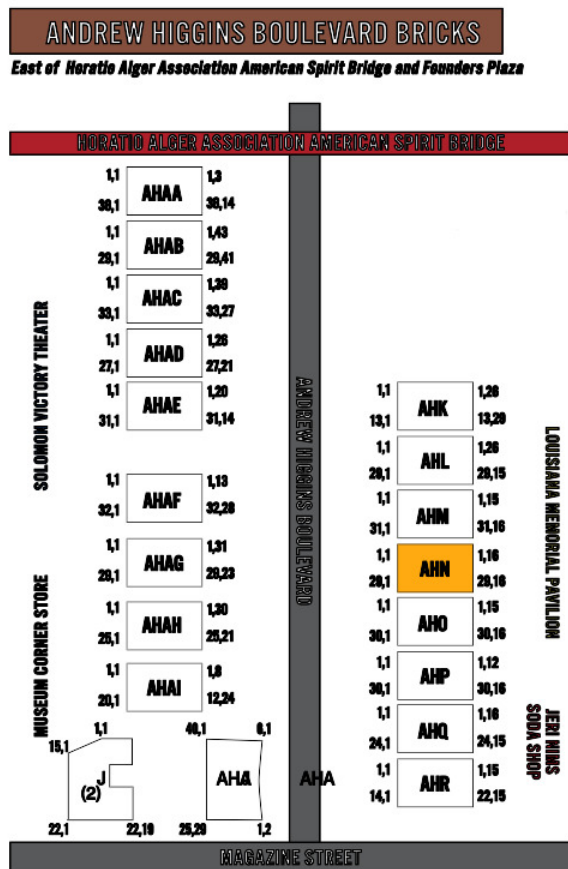 ANDREW HIGGINS BOULEVARD BRICKS
East of Horatio Alger Association American Spirit Bridge and Founders Plaza
HORATIO ALGER ASSOCIATION AMERICAN SPIRIT BRIDGE
SOLOMON VICTORY THEATER
MUSEUM CORNER STORE
1,1 AHAA 1,3
38,1 38,14
1,1 AHAB 1,43
29,1 29,41
1,1 AHAC 1,39
33,1 33,27
1,1 AHAD 1,26
27,1 27,21
1,1 AHAE 1,20
31,1 31,14
1,1 AHAF 1,13
32,1 32,28
1,1 AHAG 1,31
29,1 29,23
1,1 AHAH 1,30
25,1 25,21
1,1 AHAI 1,8
20,1 12,24
1,1
15,1
J
(2)
22,1 22,19
40,1 6,1
AHA
25,29 1,2
ANDREW HIGGINS BOULEVARD
AHA
1,1 AHK 1,26
13,1 13,29
1,1 AHL 1,26
29,1 29,15
1,1 AHM 1,15
31,1 31,16
1,1 AHN 1,16
29,1 29,16
1,1 AHO 1,15
30,1 30,16
1,1 AHP 1,12
30,1 30,16
1,1 AHQ 1,16
24,1 24,15
1,1 AHR 1,15
14,1 22,15
LOUISIANA MEMORIAL PAVILION
JERI NIMS
SODA SHOP
MAGAZINE STREET